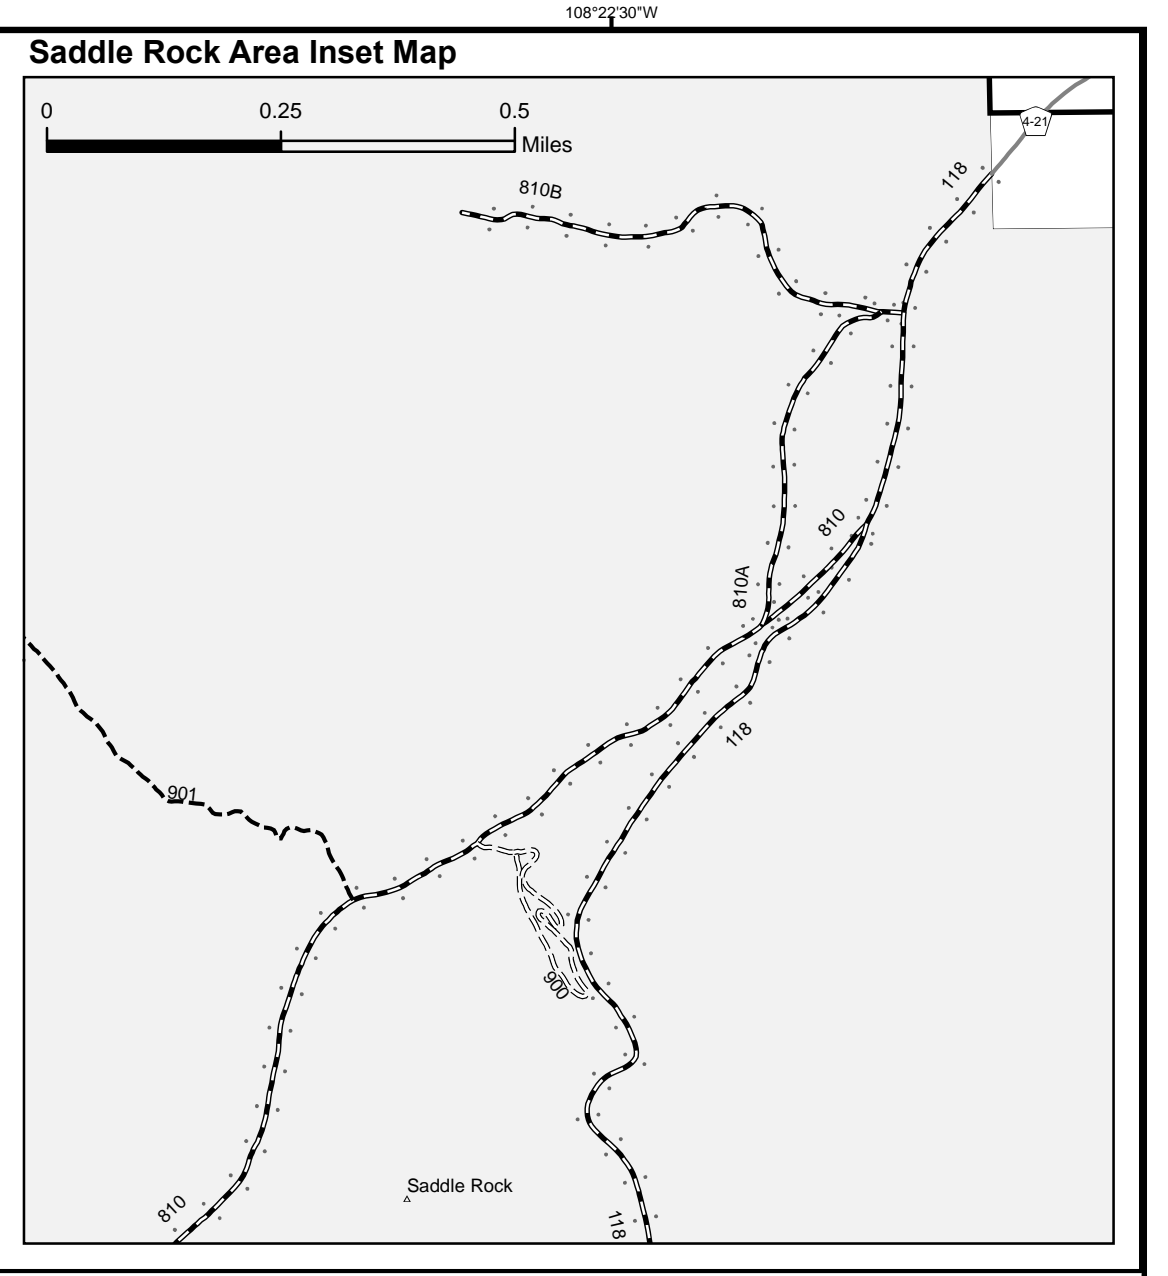 108°22'30"W
Saddle Rock Area Inset Map
0 0.25 0.5
Miles
4-21
118
810B
810
810A
118
901
900
Saddle Rock
810
118